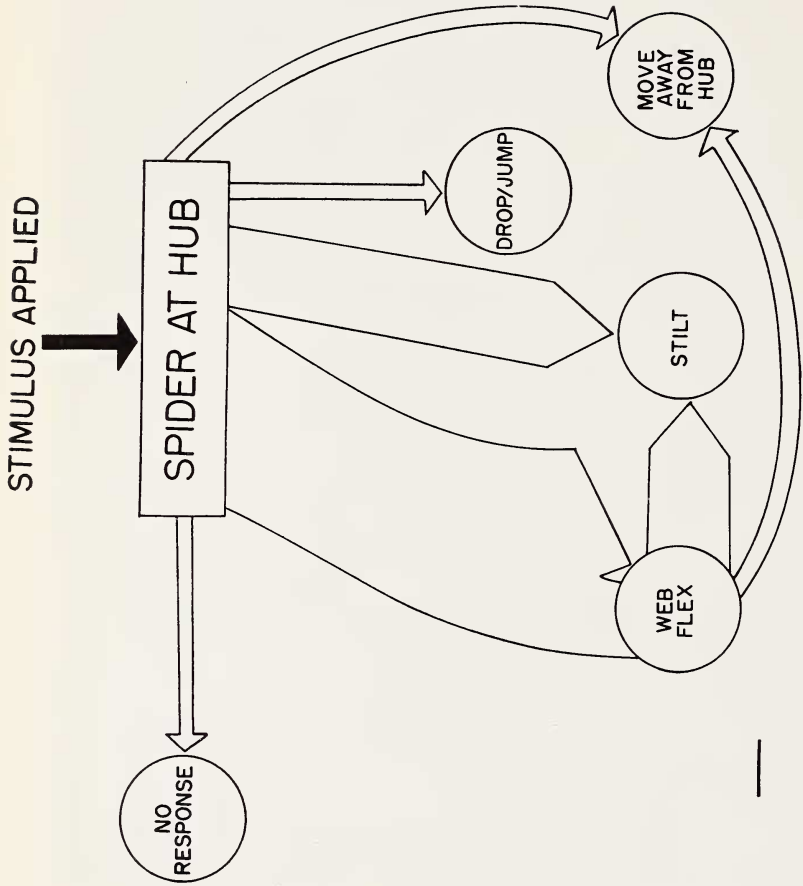 STIMULUS APPLIED
SPIDER AT HUB
NO
RESPONSE
WEB
FLEX
STILT
DROP/JUMP
MOVE
AWAY
FROM
HUB